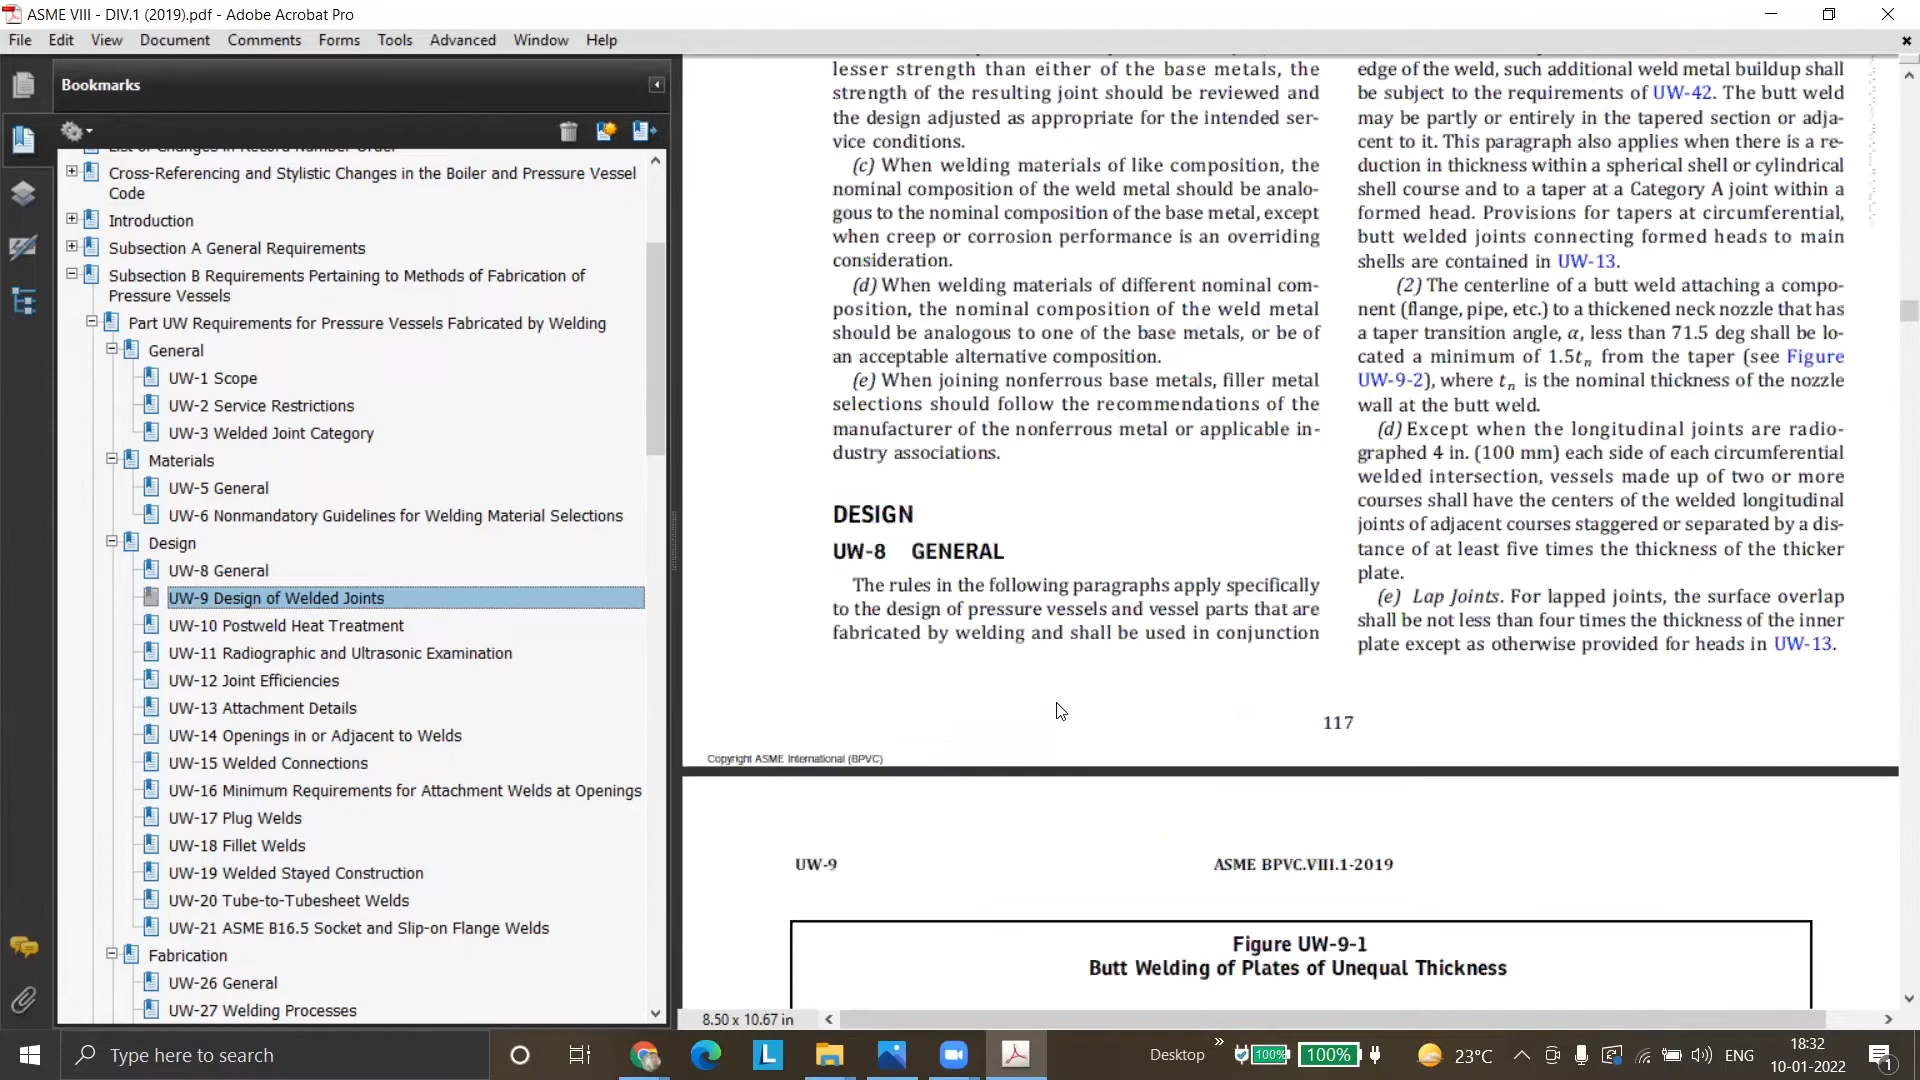 ASME VIII - DIV.1 (2019).pdf - Adobe Acrobat Pro
File Edit View Document Comments Forms Tools Advanced Window Help
Bookmarks
Cross-Referencing and Stylistic Changes in the Boiler and Pressure Vessel
Code
Introduction
Subsection A General Requirements
Subsection B Requirements Pertaining to Methods of Fabrication of
Pressure Vessels
Part UW Requirements for Pressure Vessels Fabricated by Welding
General
UW-1 Scope
UW-2 Service Restrictions
UW-3 Welded Joint Category
Materials
UW-5 General
UW-6 Nonmandatory Guidelines for Welding Material Selections
Design
UW-8 General
UW-9 Design of Welded Joints
UW-10 Postweld Heat Treatment
UW-11 Radiographic and Ultrasonic Examination
UW-12 Joint Efficiencies
UW-13 Attachment Details
UW-14 Openings in or Adjacent to Welds
UW-15 Welded Connections
UW-16 Minimum Requirements for Attachment Welds at Openings
UW-17 Plug Welds
UW-18 Fillet Welds
UW-19 Welded Stayed Construction
UW-20 Tube-to-Tubesheet Welds
UW-21 ASME B16.5 Socket and Slip-on Flange Welds
Fabrication
UW-26 General
UW-27 Welding Processes
lesser strength than either of the base metals, the
strength of the resulting joint should be reviewed and
the design adjusted as appropriate for the intended ser-
vice conditions.
(c) When welding materials of like composition, the
nominal composition of the weld metal should be analo-
gous to the nominal composition of the base metal, except
when creep or corrosion performance is an overriding
consideration.
(d) When welding materials of different nominal com-
position, the nominal composition of the weld metal
should be analogous to one of the base metals, or be of
an acceptable alternative composition.
(e) When joining nonferrous base metals, filler metal
selections should follow the recommendations of the
manufacturer of the nonferrous metal or applicable in-
dustry associations.
DESIGN
UW-8 GENERAL
The rules in the following paragraphs apply specifically
to the design of pressure vessels and vessel parts that are
fabricated by welding and shall be used in conjunction
edge of the weld, such additional weld metal buildup shall
be subject to the requirements of UW-42. The butt weld
may be partly or entirely in the tapered section or adja-
cent to it. This paragraph also applies when there is a re-
duction in thickness within a spherical shell or cylindrical
shell course and to a taper at a Category A joint within a
formed head. Provisions for tapers at circumferential,
butt welded joints connecting formed heads to main
shells are contained in UW-13.
(2) The centerline of a butt weld attaching a compo-
nent (flange, pipe, etc.) to a thickened neck nozzle that has
a taper transition angle, α, less than 71.5 deg shall be lo-
cated a minimum of 1.5tn from the taper (see Figure
UW-9-2), where tn is the nominal thickness of the nozzle
wall at the butt weld.
(d) Except when the longitudinal joints are radio-
graphed 4 in. (100 mm) each side of each circumferential
welded intersection, vessels made up of two or more
courses shall have the centers of the welded longitudinal
joints of adjacent courses staggered or separated by a dis-
tance of at least five times the thickness of the thicker
plate.
(e) Lap Joints. For lapped joints, the surface overlap
shall be not less than four times the thickness of the inner
plate except as otherwise provided for heads in UW-13.
117
Copyright ASME International (BPVC)
UW-9 ASME BPVC.VIII.1-2019
Figure UW-9-1
Butt Welding of Plates of Unequal Thickness
8.50 x 10.67 in
Type here to search
Desktop
100%
100%
23°C
ENG
18:32
10-01-2022
1